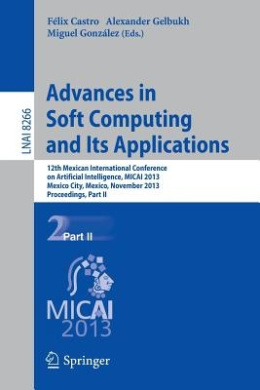 Félix Castro Alexander Gelbukh
Miguel González (Eds.)
LNAI 8266
Advances in
Soft Computing
and Its Applications
12th Mexican International Conference
on Artificial Intelligence, MICAI 2013
Mexico City, Mexico, November 2013
Proceedings, Part II
2 Part II
MICAI
2013
Springer